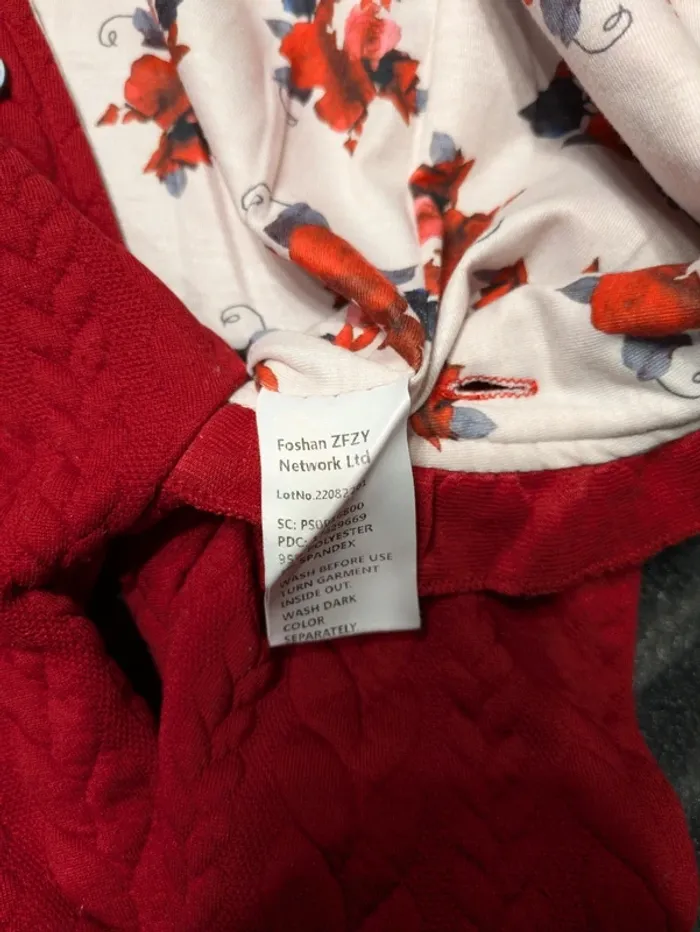 Foshan ZFZY
Network Ltd
LotNo.22082
SC:
PDC:
POLYESTER
SPANDEX
WASH BEFORE USE
TURN GARMENT
INSIDE OUT.
WASH DARK
COLOR
SEPARATELY